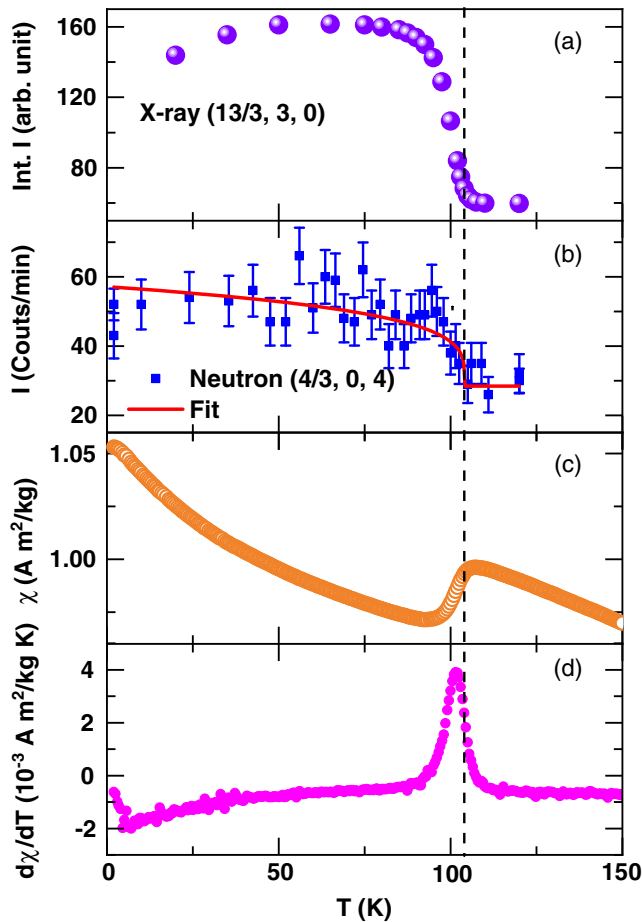 160
120
80
Int. I (arb. unit)
(a)
X-ray (13/3, 3, 0)
60
40
20
I (Couts/min)
(b)
Neutron (4/3, 0, 4)
Fit
1.05
1.00
χ (A m²/kg)
(c)
4
2
0
-2
dχ/dT (10⁻³ A m²/kg K)
(d)
0 50 100 150
T (K)